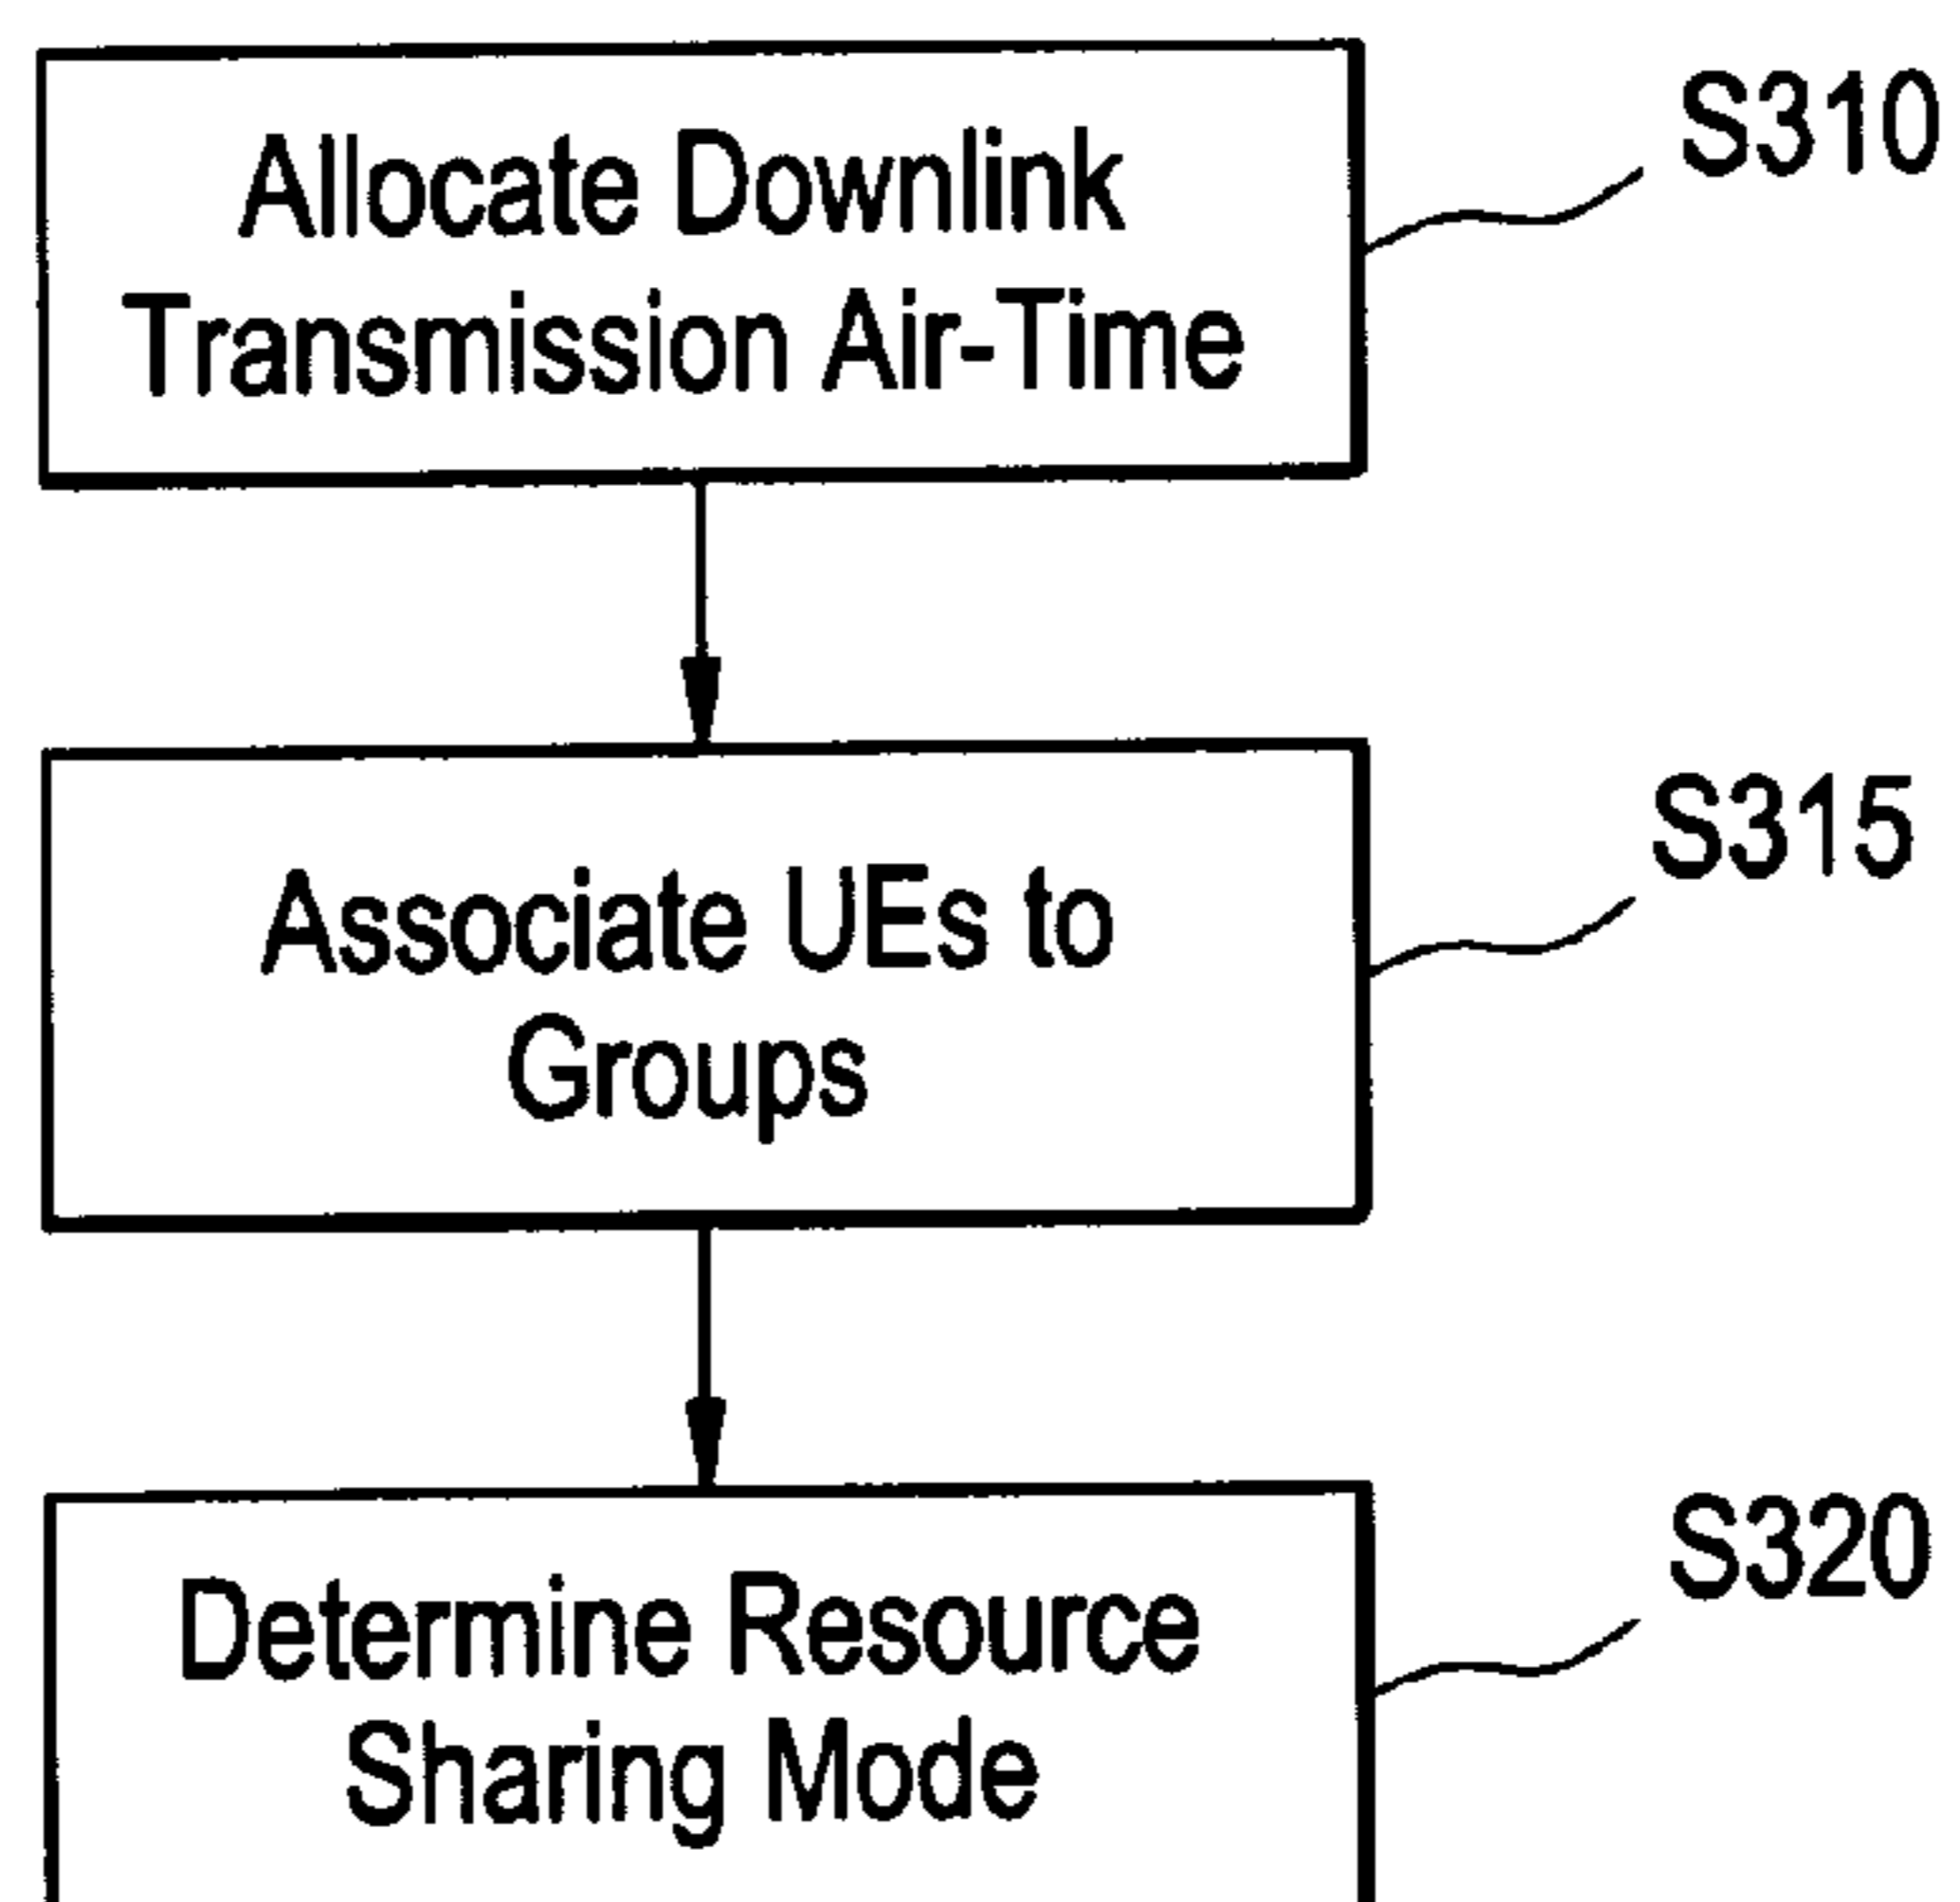 Allocate Downlink
Transmission Air-Time
S310
Associate UEs to
Groups
S315
Determine Resource
Sharing Mode
S320